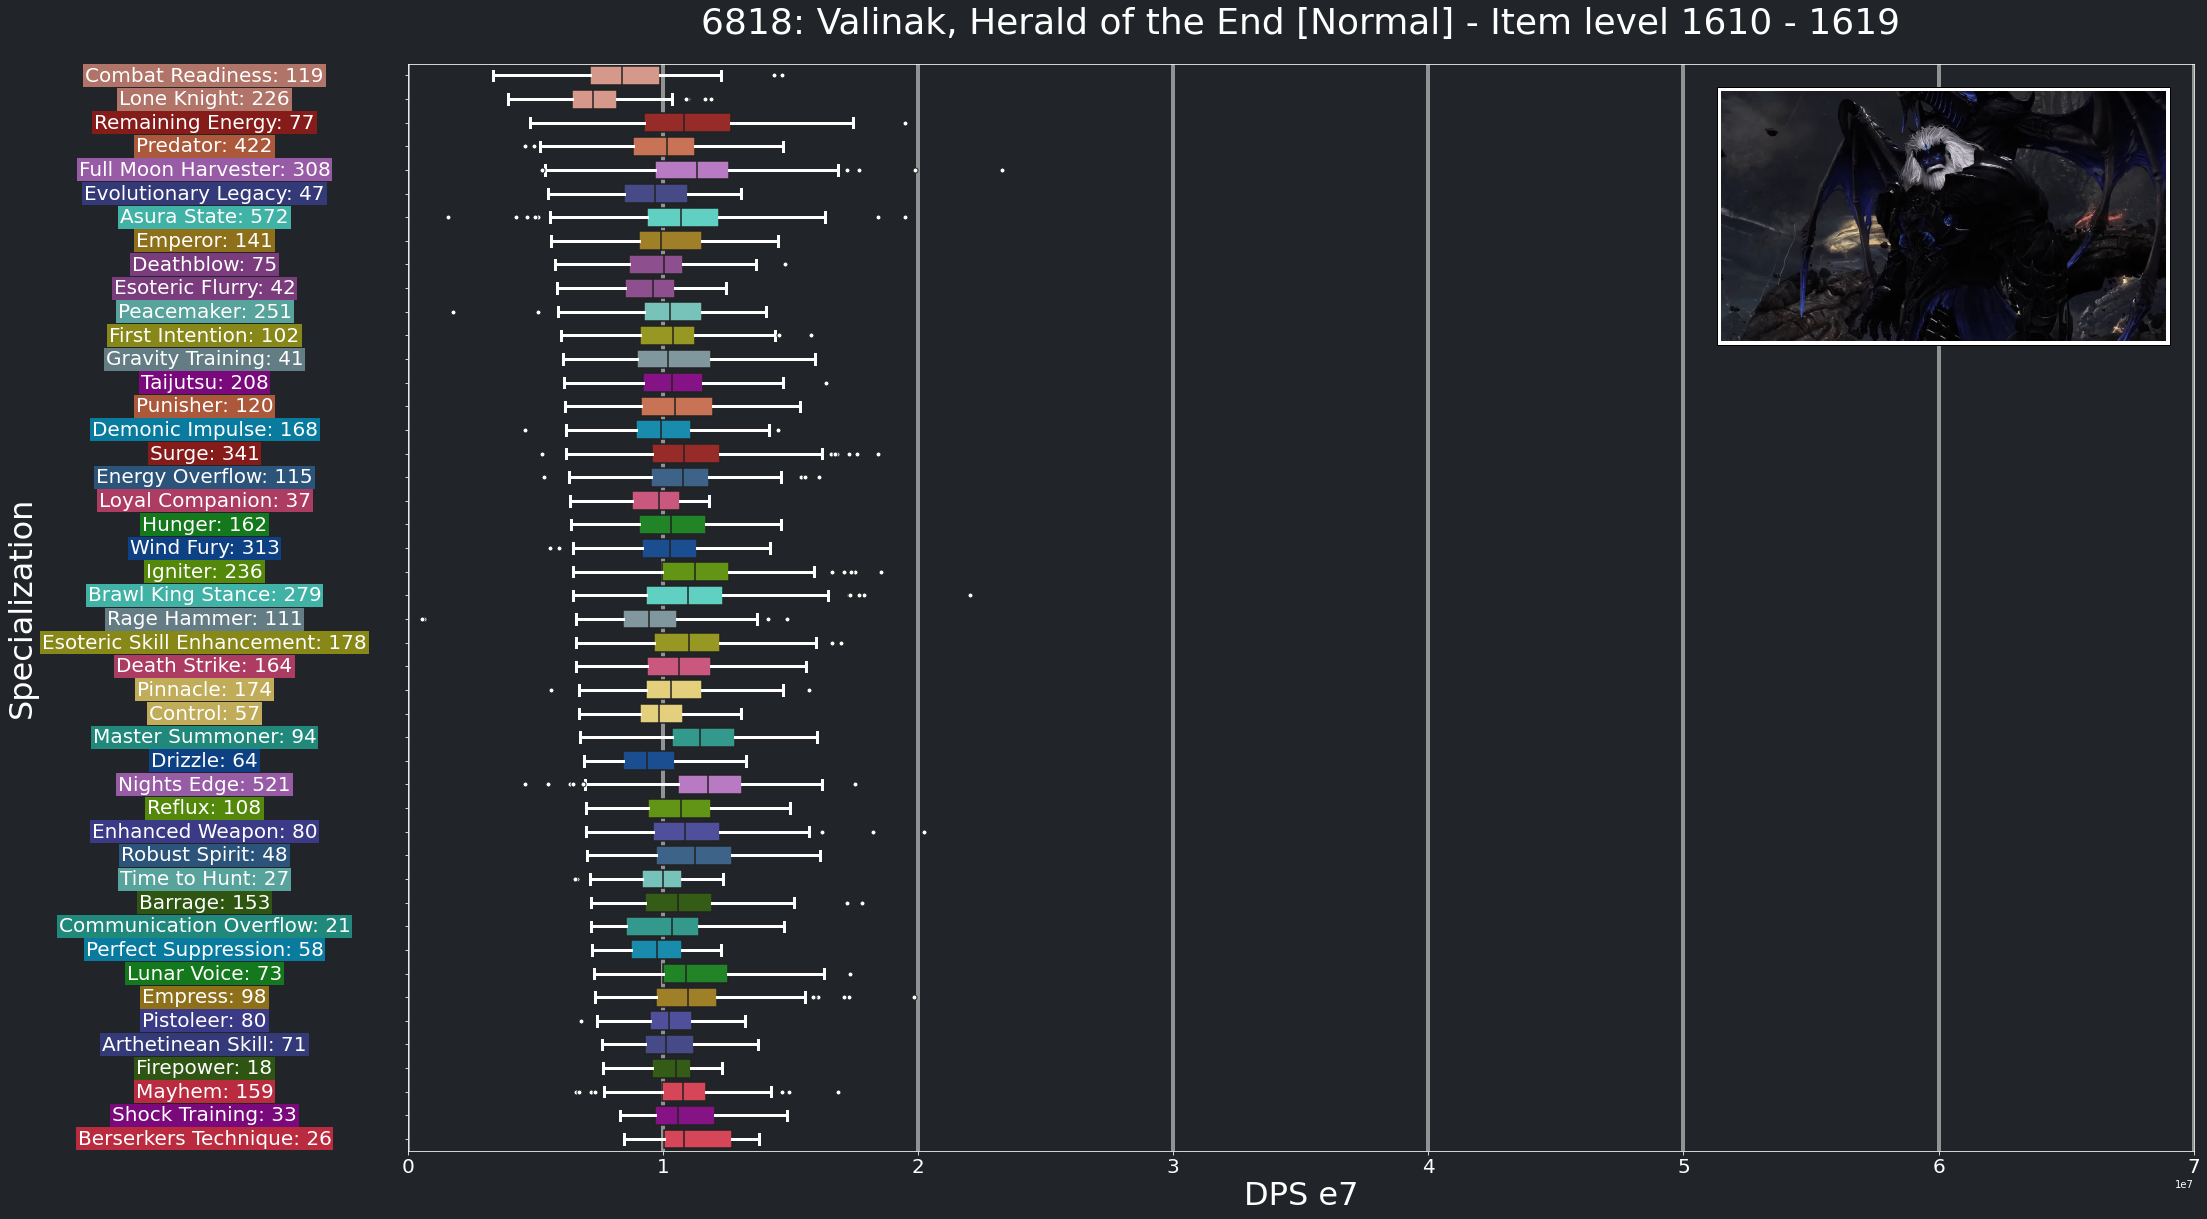 6818: Valinak, Herald of the End [Normal] - Item level 1610 - 1619
Combat Readiness: 119
Lone Knight: 226
Remaining Energy: 77
Predator: 422
Full Moon Harvester: 308
Evolutionary Legacy: 47
Asura State: 572
Emperor: 141
Deathblow: 75
Esoteric Flurry: 42
Peacemaker: 251
First Intention: 102
Gravity Training: 41
Taijutsu: 208
Punisher: 120
Demonic Impulse: 168
Surge: 341
Energy Overflow: 115
Loyal Companion: 37
Hunger: 162
Wind Fury: 313
Igniter: 236
Brawl King Stance: 279
Rage Hammer: 111
Esoteric Skill Enhancement: 178
Death Strike: 164
Pinnacle: 174
Control: 57
Master Summoner: 94
Drizzle: 64
Nights Edge: 521
Reflux: 108
Enhanced Weapon: 80
Robust Spirit: 48
Time to Hunt: 27
Barrage: 153
Communication Overflow: 21
Perfect Suppression: 58
Lunar Voice: 73
Empress: 98
Pistoleer: 80
Arthetinean Skill: 71
Firepower: 18
Mayhem: 159
Shock Training: 33
Berserkers Technique: 26
Specialization
0 1 2 3 4 5 6 7
1e7
DPS e7